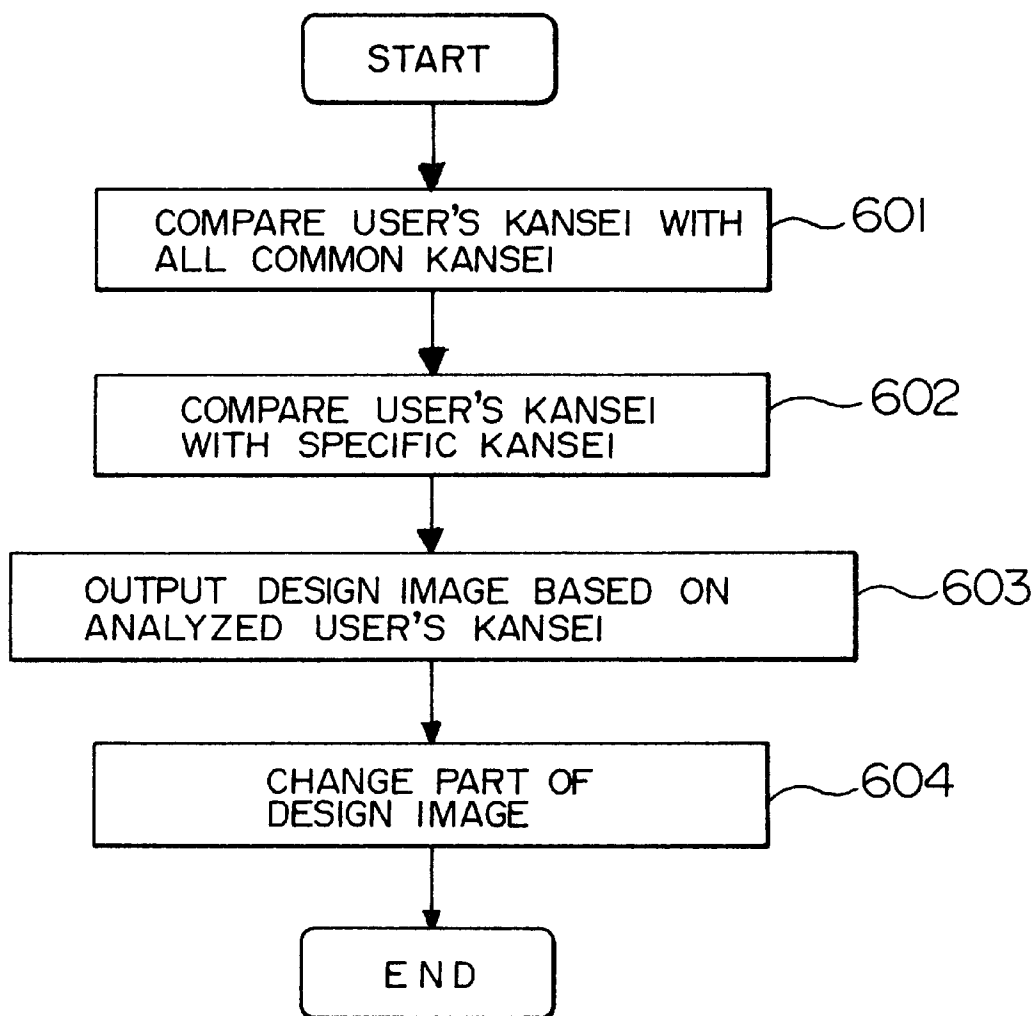 START
COMPARE USER'S KANSEI WITH
ALL COMMON KANSEI
601
COMPARE USER'S KANSEI
WITH SPECIFIC KANSEI
602
OUTPUT DESIGN IMAGE BASED ON
ANALYZED USER'S KANSEI
603
CHANGE PART OF
DESIGN IMAGE
604
END